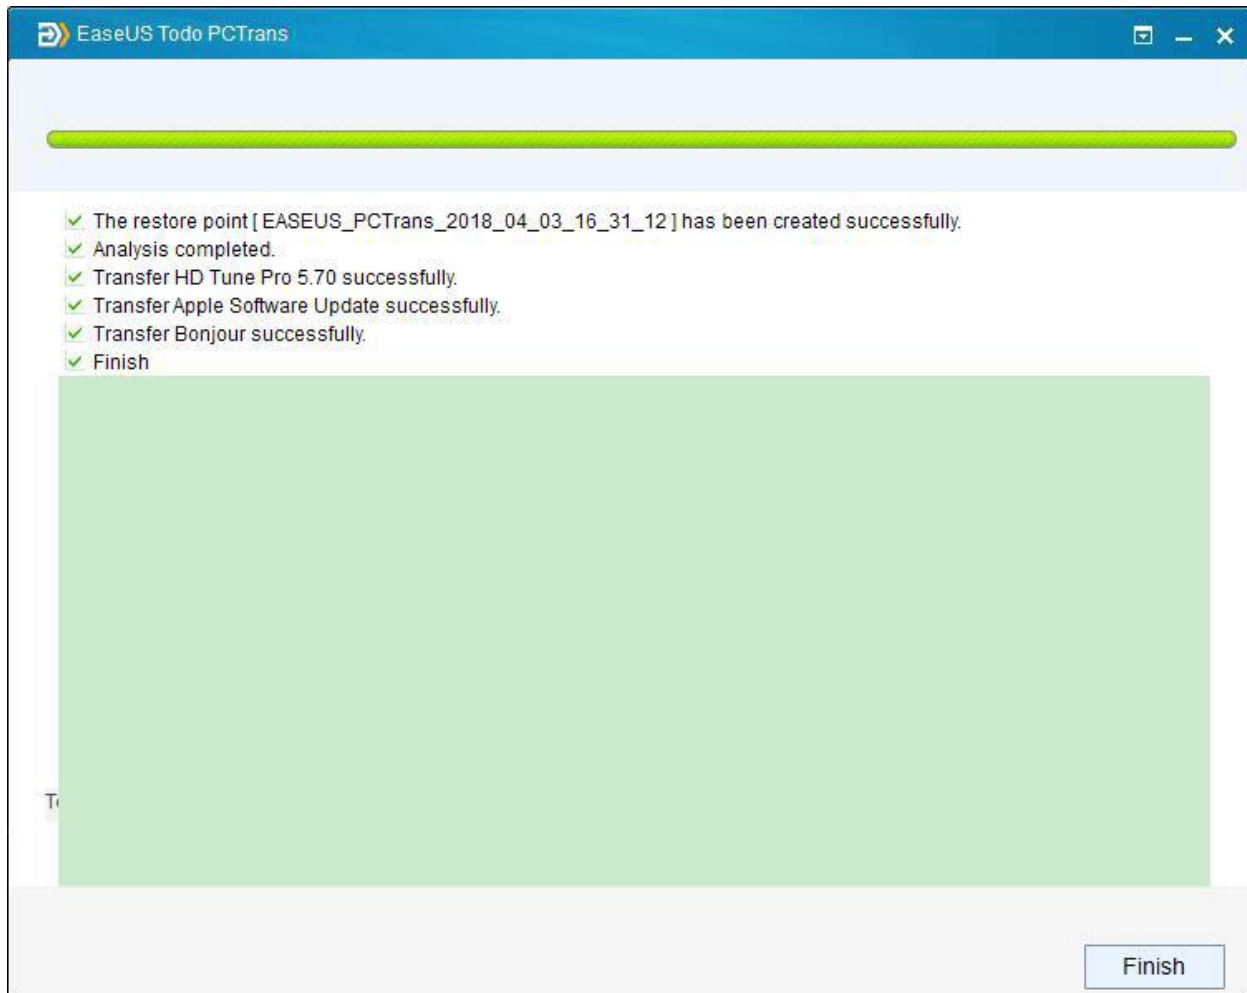 EaseUS Todo PCTrans
The restore point [ EASEUS_PCTrans_2018_04_03_16_31_12 ] has been created successfully.
Analysis completed.
Transfer HD Tune Pro 5.70 successfully.
Transfer Apple Software Update successfully.
Transfer Bonjour successfully.
Finish
Finish